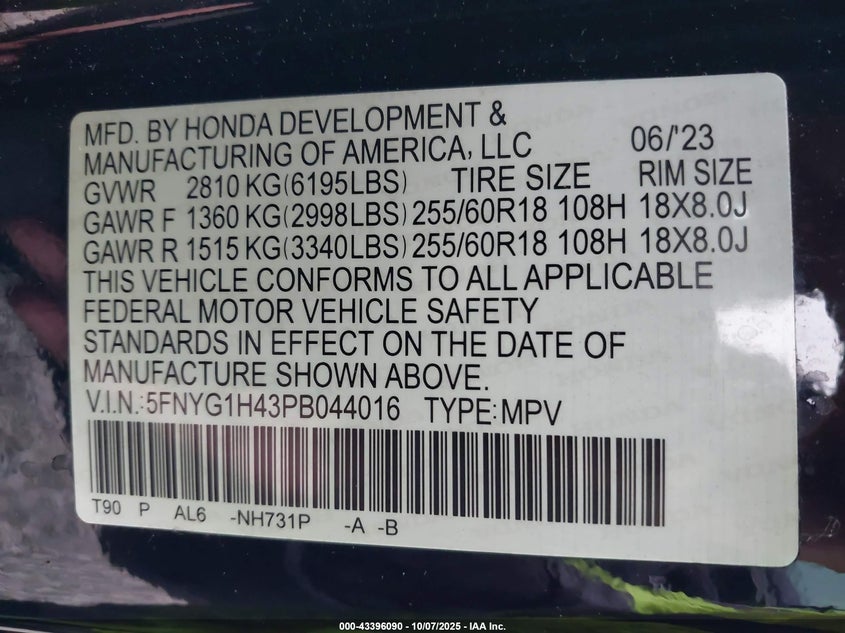 MFD. BY HONDA DEVELOPMENT &
MANUFACTURING OF AMERICA, LLC 06/'23
GVWR 2810 KG(6195LBS) TIRE SIZE RIM SIZE
GAWR F 1360 KG(2998LBS) 255/60R18 108H 18X8.0J
GAWR R 1515 KG(3340LBS) 255/60R18 108H 18X8.0J
THIS VEHICLE CONFORMS TO ALL APPLICABLE
FEDERAL MOTOR VEHICLE SAFETY
STANDARDS IN EFFECT ON THE DATE OF
MANUFACTURE SHOWN ABOVE.
V.I.N.:5FNYG1H43PB044016 TYPE:MPV
T90 P AL6 -NH731P -A -B
000-43396090 - 10/07/2025 - IAA Inc.